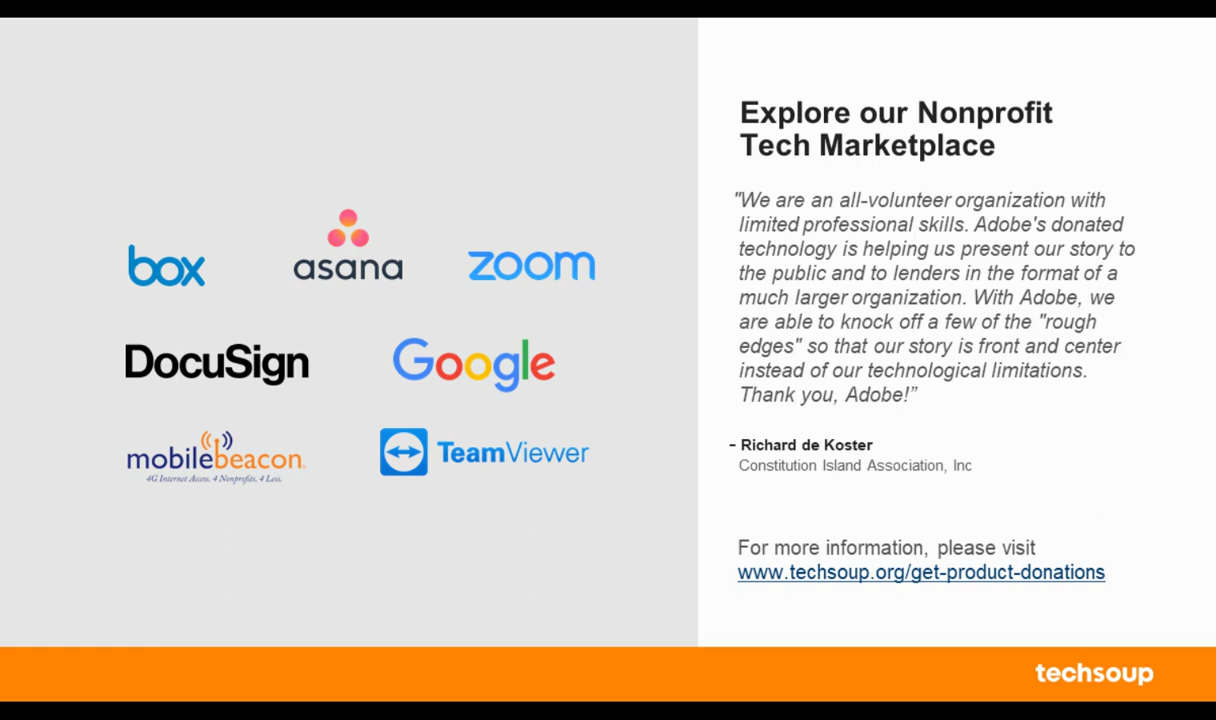 box
asana
zoom
DocuSign
Google
mobilebeacon.
4G Internet Access. 4 Nonprofits. 4 Less.
TeamViewer
Explore our Nonprofit
Tech Marketplace
"We are an all-volunteer organization with
limited professional skills. Adobe's donated
technology is helping us present our story to
the public and to lenders in the format of a
much larger organization. With Adobe, we
are able to knock off a few of the "rough
edges" so that our story is front and center
instead of our technological limitations.
Thank you, Adobe!”
- Richard de Koster
Constitution Island Association, Inc
For more information, please visit
www.techsoup.org/get-product-donations
techsoup